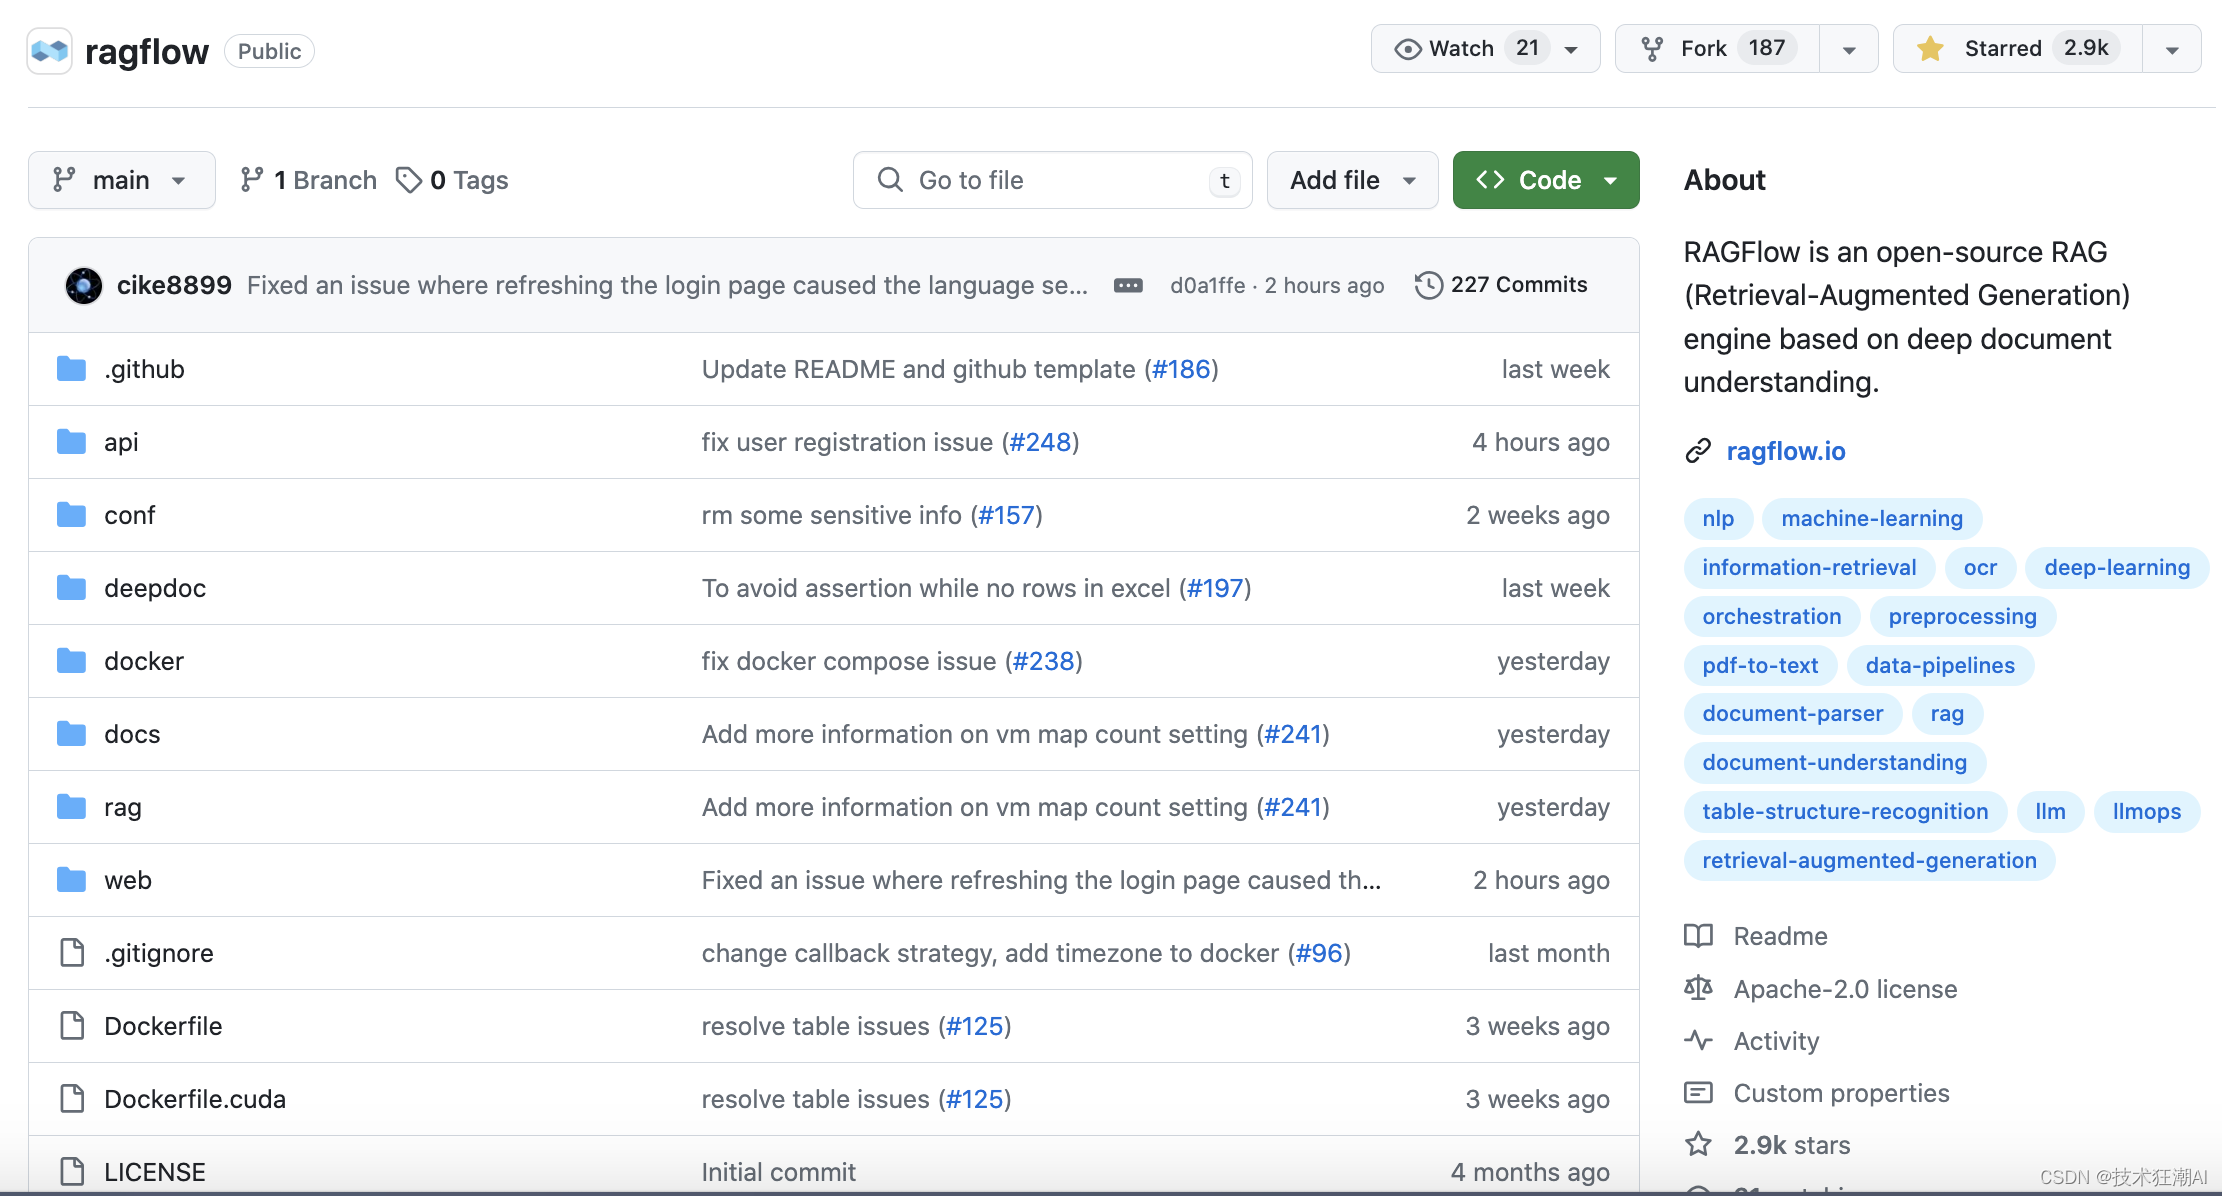 ragflow Public Watch 21 Fork 187 Starred 2.9k
main 1 Branch 0 Tags Go to file t Add file Code
cike8899 Fixed an issue where refreshing the login page caused the language se... d0a1ffe · 2 hours ago 227 Commits
.github Update README and github template (#186) last week
api fix user registration issue (#248) 4 hours ago
conf rm some sensitive info (#157) 2 weeks ago
deepdoc To avoid assertion while no rows in excel (#197) last week
docker fix docker compose issue (#238) yesterday
docs Add more information on vm map count setting (#241) yesterday
rag Add more information on vm map count setting (#241) yesterday
web Fixed an issue where refreshing the login page caused th... 2 hours ago
.gitignore change callback strategy, add timezone to docker (#96) last month
Dockerfile resolve table issues (#125) 3 weeks ago
Dockerfile.cuda resolve table issues (#125) 3 weeks ago
LICENSE Initial commit 4 months ago
About
RAGFlow is an open-source RAG
(Retrieval-Augmented Generation)
engine based on deep document
understanding.
ragflow.io
nlp machine-learning
information-retrieval ocr deep-learning
orchestration preprocessing
pdf-to-text data-pipelines
document-parser rag
document-understanding
table-structure-recognition llm llmops
retrieval-augmented-generation
Readme
Apache-2.0 license
Activity
Custom properties
2.9k stars
CSDN @技术狂潮AI